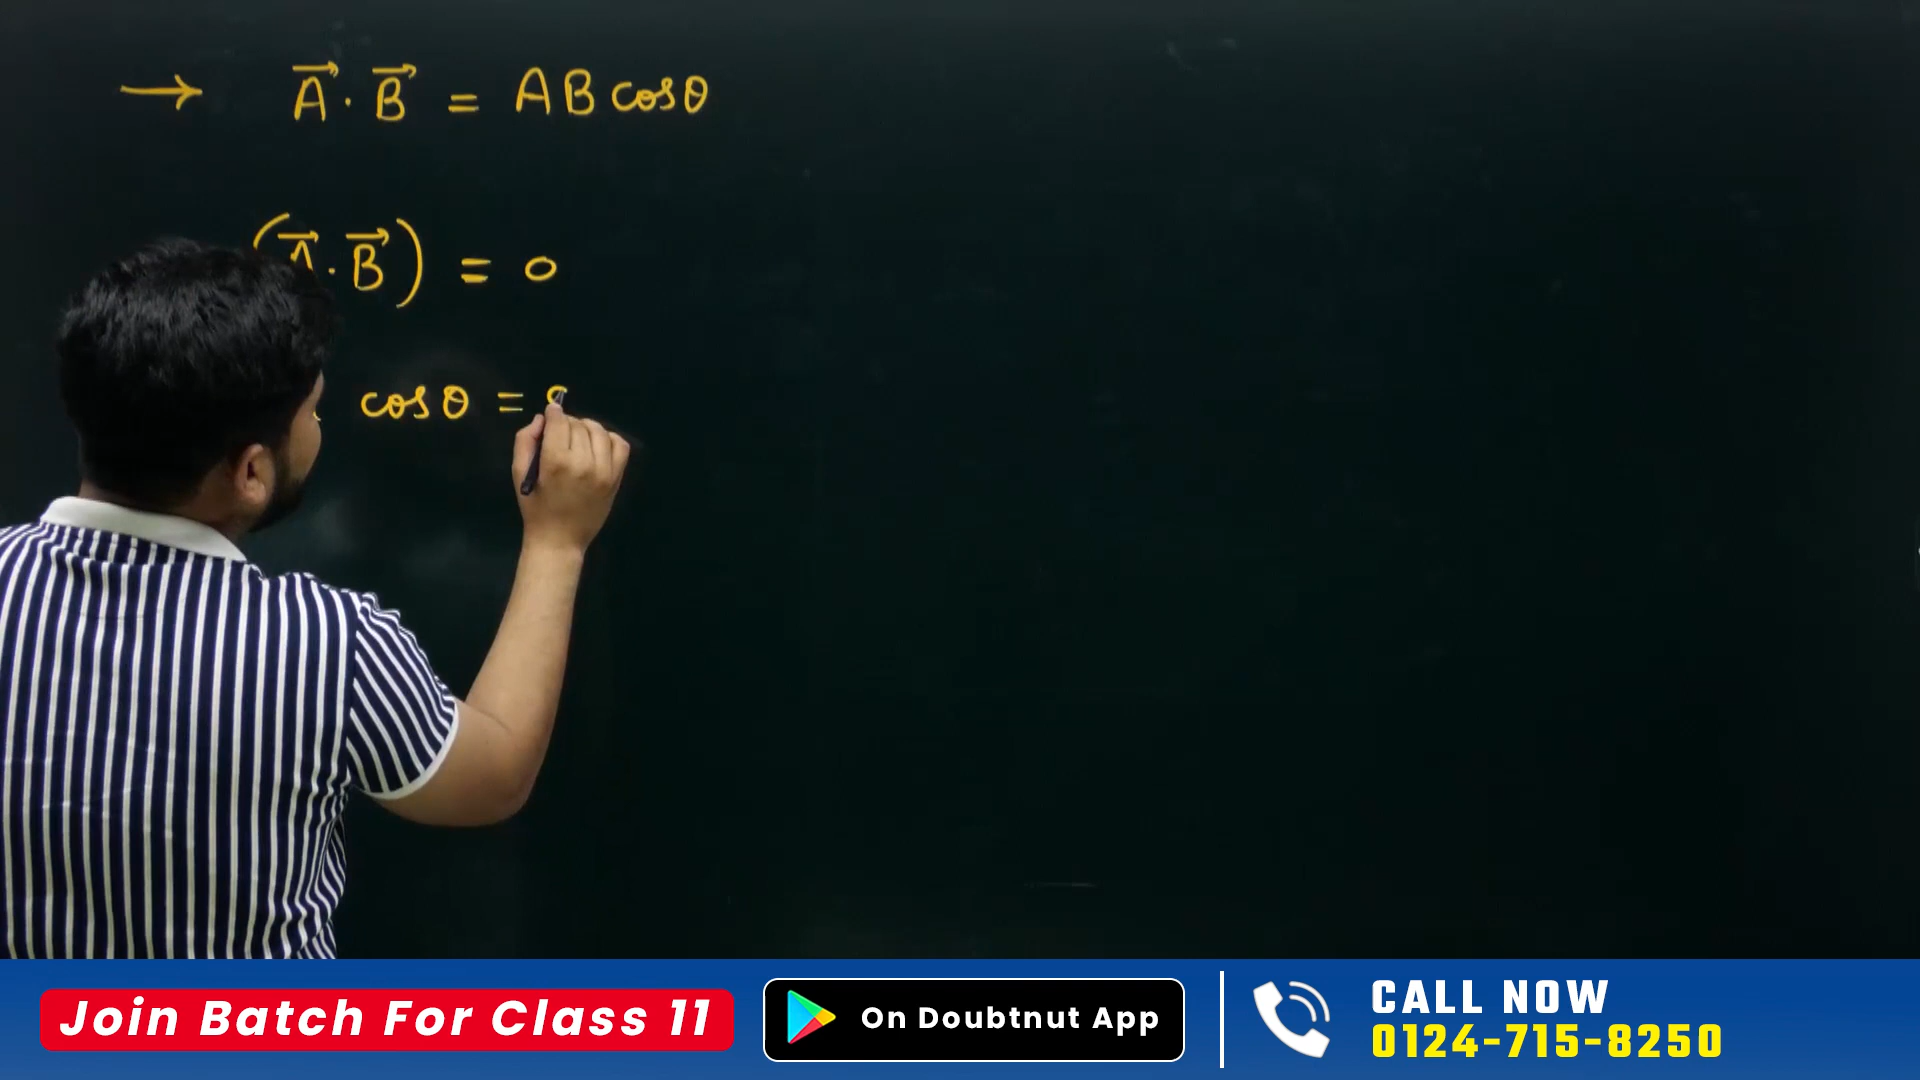 → A⃗ · B⃗ = AB cosθ
(A⃗ · B⃗) = 0
cosθ =
Join Batch For Class 11
On Doubtnut App
CALL NOW
0124-715-8250